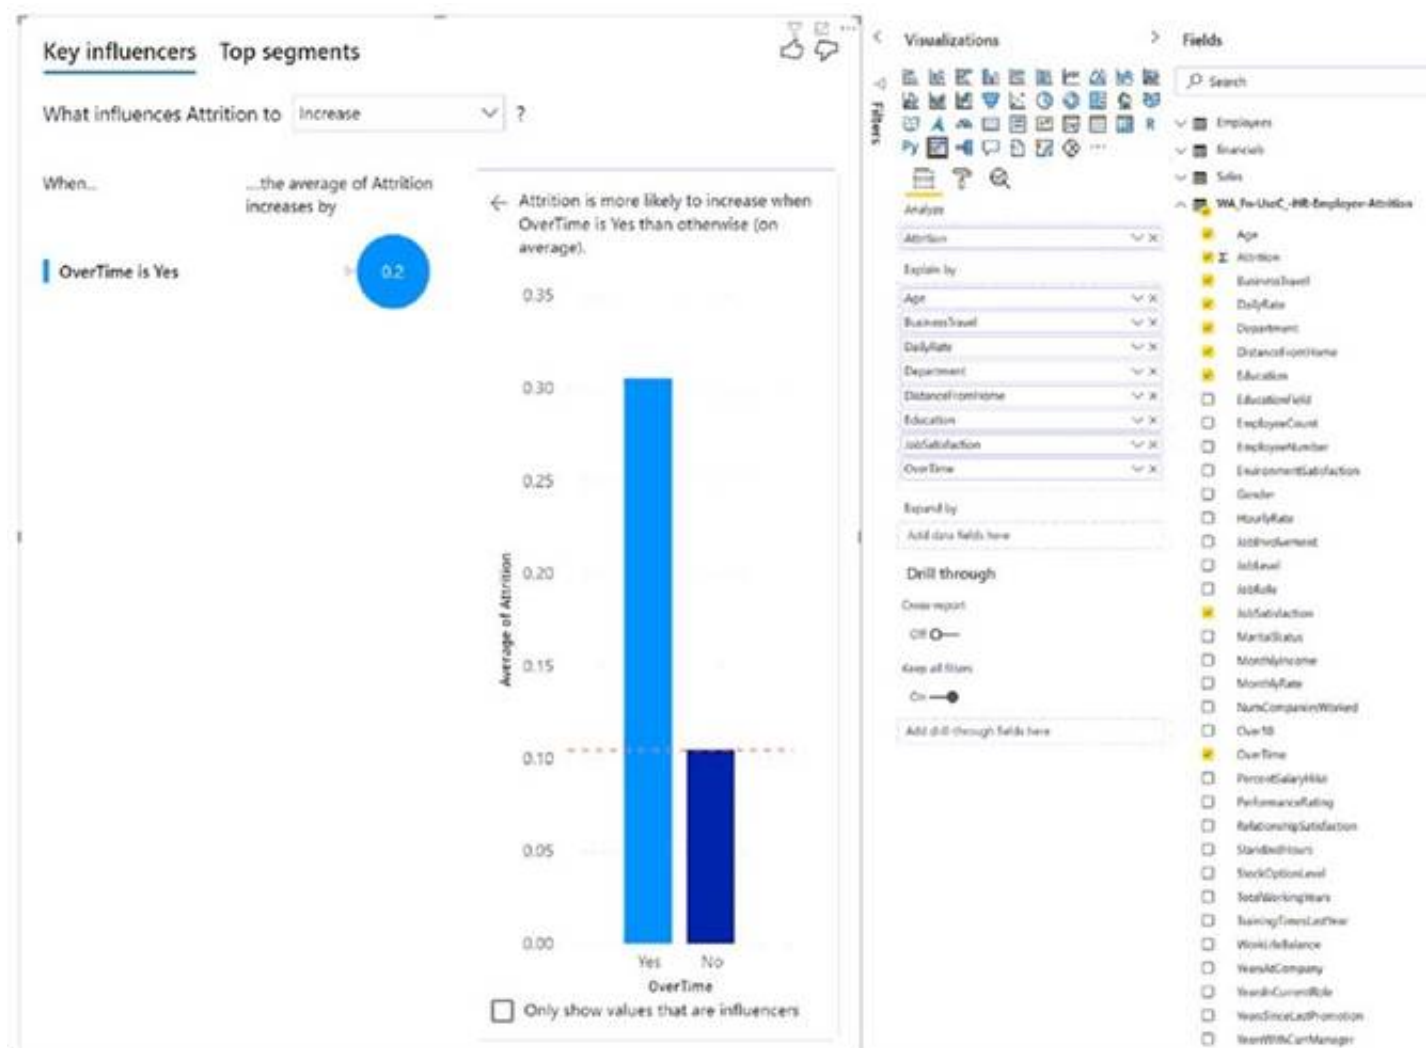 Key influencers Top segments
What influences Attrition to Increase ?
When...
...the average of Attrition
increases by
OverTime is Yes
0.2
Attrition is more likely to increase when
OverTime is Yes than otherwise (on
average).
0.35
0.30
0.25
0.20
0.15
0.10
0.05
0.00
Average of Attrition
Yes No
OverTime
Only show values that are influencers
Filters
Visualizations
R
Py
Analyze
Attrition
Explain by
Age
BusinessTravel
DailyRate
Department
DistanceFromHome
Education
JobSatisfaction
OverTime
Expand by
Add data fields here
Drill through
Cross-report
Off
Keep all filters
On
Add drill-through fields here
Fields
Search
Employees
financials
Sales
WA_Fn-UseC_-HR-Employee-Attrition
Age
Σ Attrition
BusinessTravel
DailyRate
Department
DistanceFromHome
Education
EducationField
EmployeeCount
EmployeeNumber
EnvironmentSatisfaction
Gender
HourlyRate
JobInvolvement
JobLevel
JobRole
JobSatisfaction
MaritalStatus
MonthlyIncome
MonthlyRate
NumCompaniesWorked
Over18
OverTime
PercentSalaryHike
PerformanceRating
RelationshipSatisfaction
StandardHours
StockOptionLevel
TotalWorkingYears
TrainingTimesLastYear
WorkLifeBalance
YearsAtCompany
YearsInCurrentRole
YearsSinceLastPromotion
YearsWithCurrManager